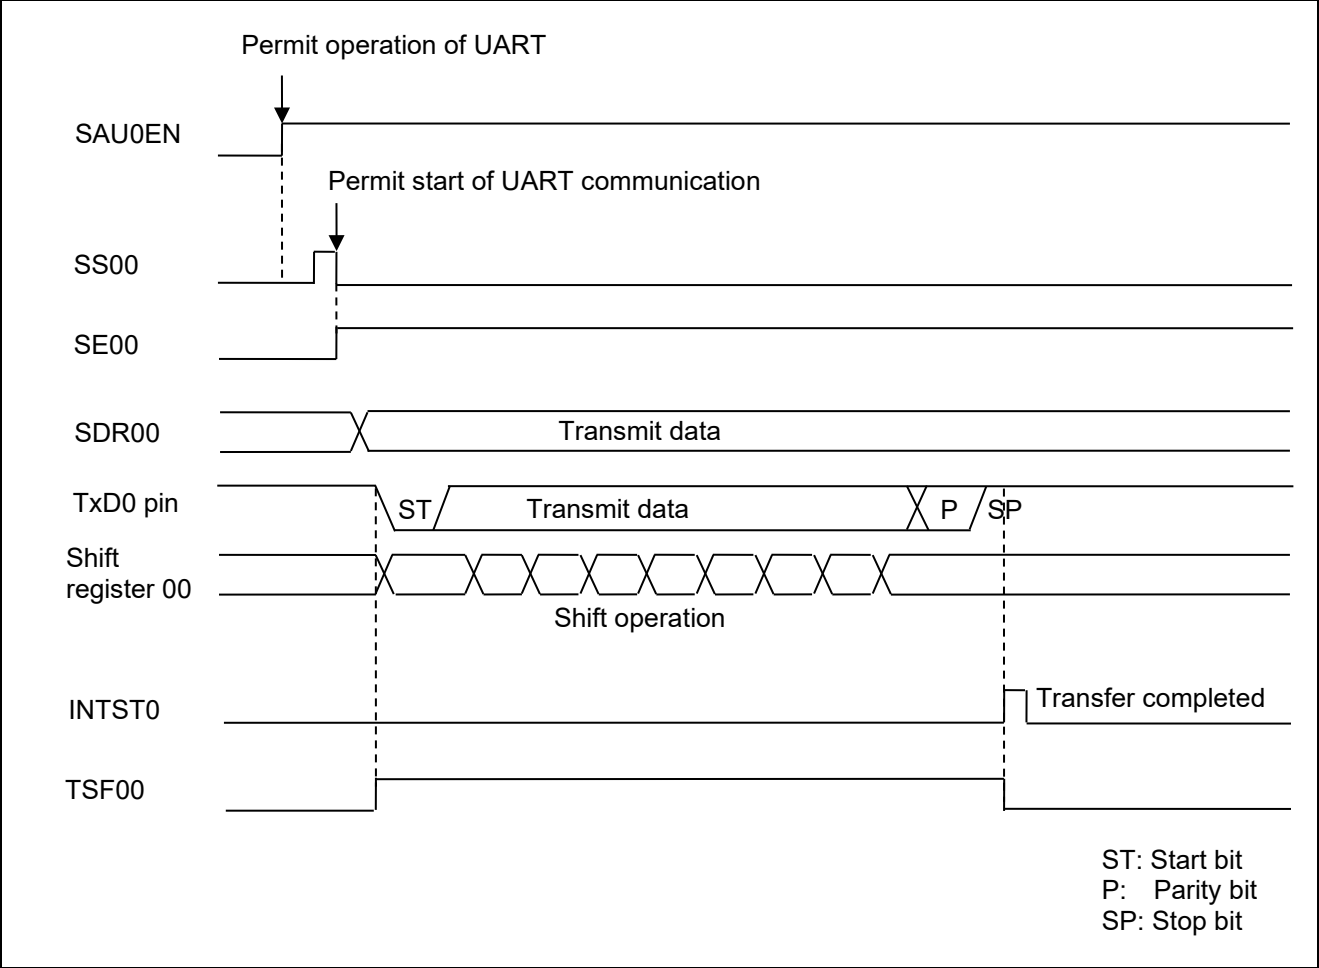 Permit operation of UART
SAU0EN
Permit start of UART communication
SS00
SE00
SDR00
Transmit data
TxD0 pin
ST
Transmit data
P
SP
Shift
register 00
Shift operation
INTST0
Transfer completed
TSF00
ST: Start bit
P: Parity bit
SP: Stop bit